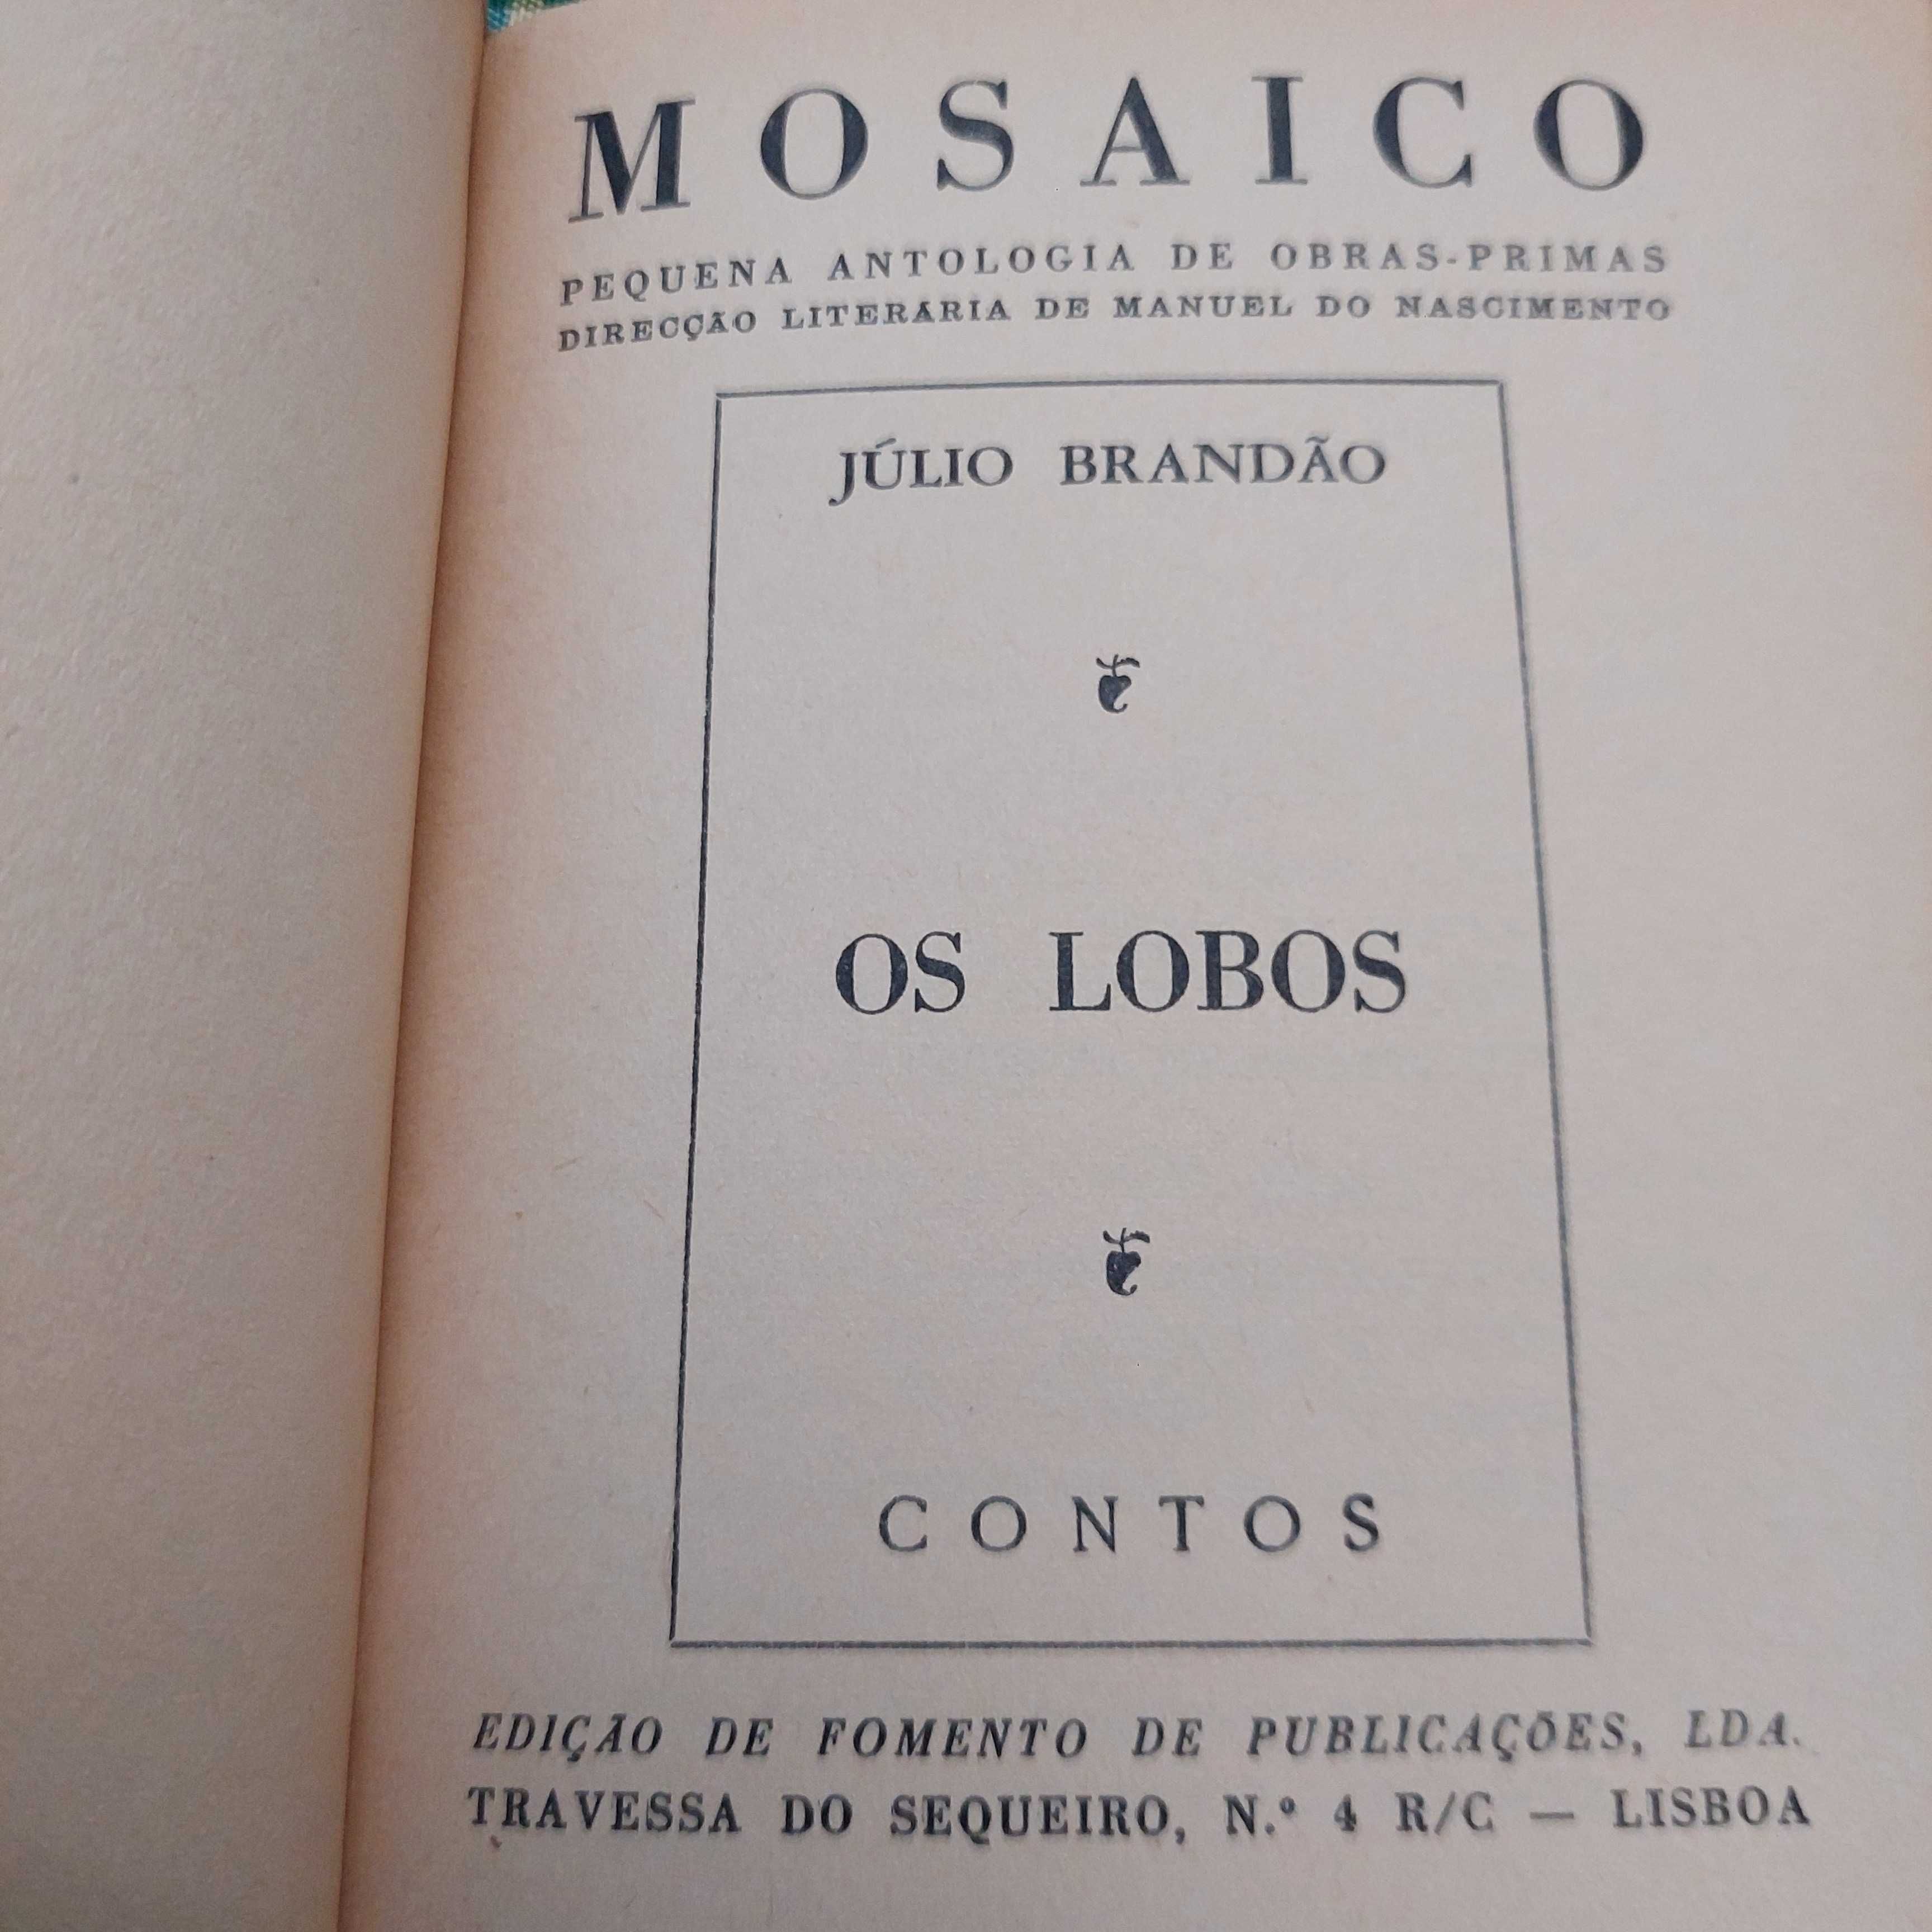 MOSAICO
PEQUENA ANTOLOGIA DE OBRAS-PRIMAS
DIRECÇÃO LITERÁRIA DE MANUEL DO NASCIMENTO
JÚLIO BRANDÃO
OS LOBOS
CONTOS
EDIÇÃO DE FOMENTO DE PUBLICAÇÕES, LDA.
TRAVESSA DO SEQUEIRO, N.º 4 R/C — LISBOA